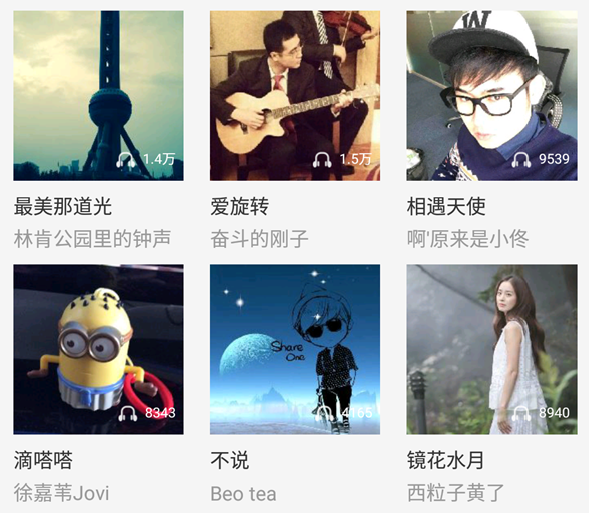 1.4万
1.5万
W
9539
最美那道光
爱旋转
相遇天使
林肯公园里的钟声
奋斗的刚子
啊'原来是小佟
Share
One
8343
4165
8940
滴嗒嗒
不说
镜花水月
徐嘉苇Jovi
Beo tea
西粒子黄了